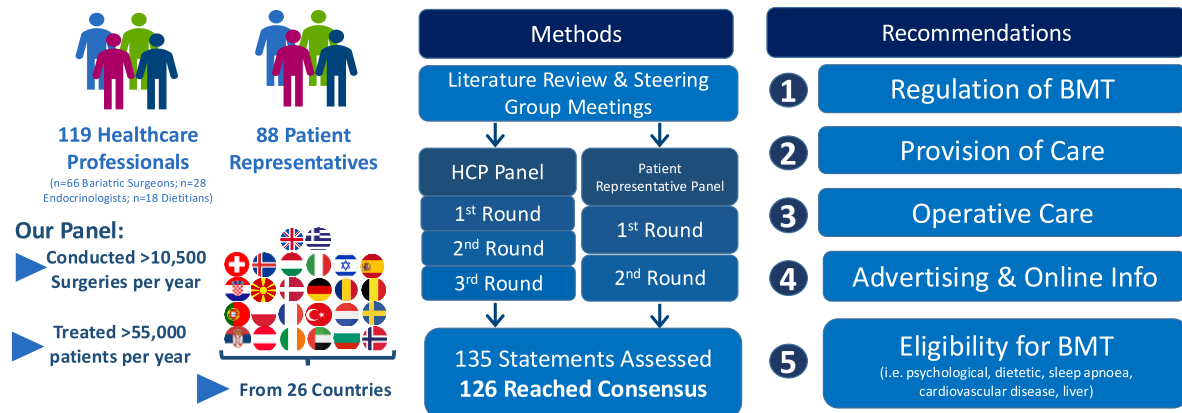 119 Healthcare
Professionals
(n=66 Bariatric Surgeons; n=28
Endocrinologists; n=18 Dietitians)
88 Patient
Representatives
Our Panel:
Conducted >10,500
Surgeries per year
Treated >55,000
patients per year
From 26 Countries
Methods
Literature Review & Steering
Group Meetings
HCP Panel
1st Round
2nd Round
3rd Round
Patient
Representative Panel
1st Round
2nd Round
135 Statements Assessed
126 Reached Consensus
Recommendations
1
Regulation of BMT
2
Provision of Care
3
Operative Care
4
Advertising & Online Info
5
Eligibility for BMT
(i.e. psychological, dietetic, sleep apnoea,
cardiovascular disease, liver)